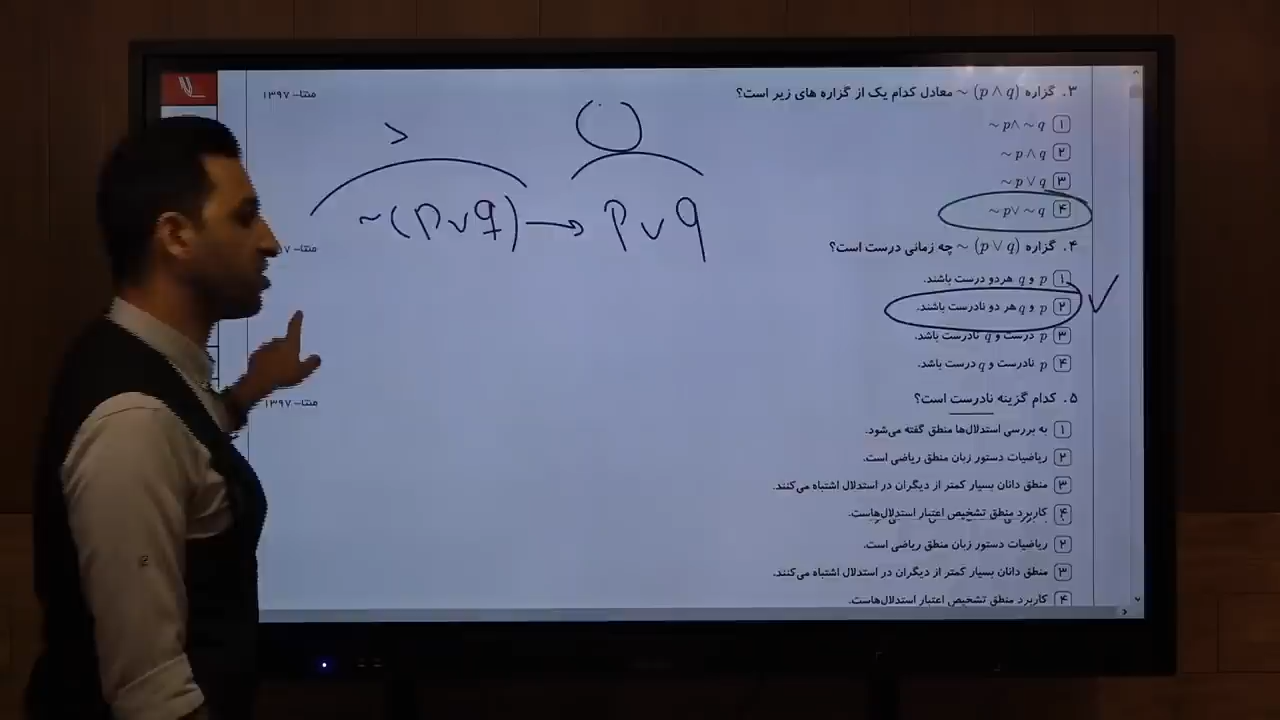 ۳. گزاره ∼ (p ∧ q) معادل کدام یک از گزاره های زیر است؟ منتا- ۱۳۹۷
۱ ∼ p∧ ∼ q
۲ ∼ p ∧ q
۳ ∼ p ∨ q
۴ ∼ p∨ ∼ q
>
~(p∨q) → p∨q
۴. گزاره ∼ (p ∨ q) چه زمانی درست است؟ منتا-
۱ p و q هردو درست باشند.
۲ p و q هر دو نادرست باشند.
۳ p درست و q نادرست باشد.
۴ p نادرست و q درست باشد.
۵. کدام گزینه نادرست است؟ منتا- ۱۳۹۷
۱ به بررسی استدلال‌ها منطق گفته می‌شود.
۲ ریاضیات دستور زبان منطق ریاضی است.
۳ منطق دانان بسیار کمتر از دیگران در استدلال اشتباه می‌کنند.
۴ کاربرد منطق تشخیص اعتبار استدلال‌هاست.
۲ ریاضیات دستور زبان منطق ریاضی است.
۳ منطق دانان بسیار کمتر از دیگران در استدلال اشتباه می‌کنند.
۴ کاربرد منطق تشخیص اعتبار استدلال‌هاست.